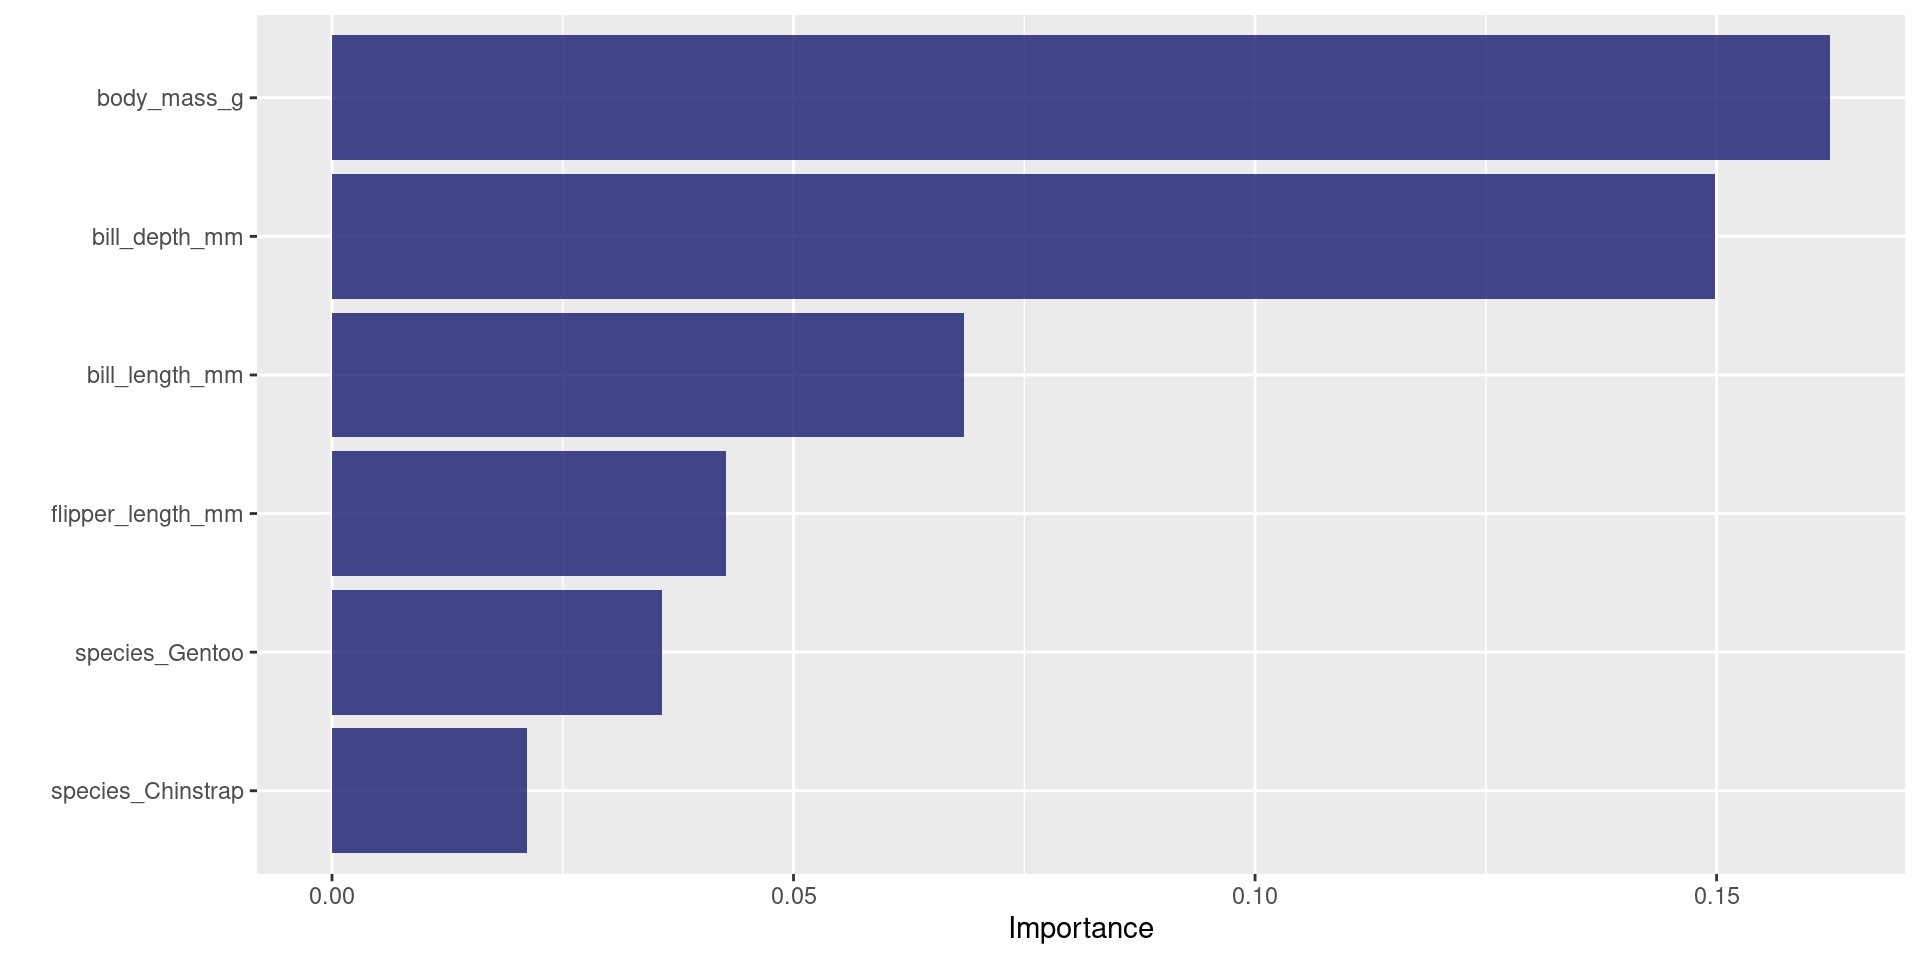 body_mass_g
bill_depth_mm
bill_length_mm
flipper_length_mm
species_Gentoo
species_Chinstrap
0.00 0.05 0.10 0.15
Importance